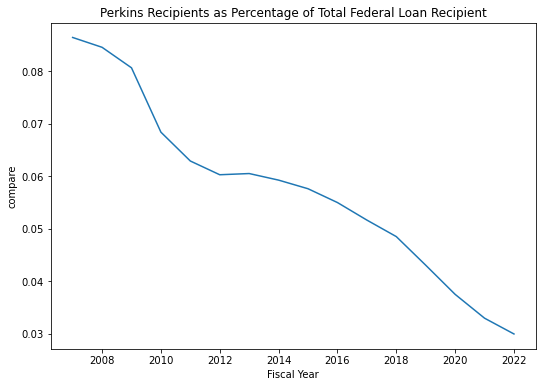 Perkins Recipients as Percentage of Total Federal Loan Recipient
0.08
0.07
0.06
0.05
0.04
0.03
compare
2008 2010 2012 2014 2016 2018 2020 2022
Fiscal Year